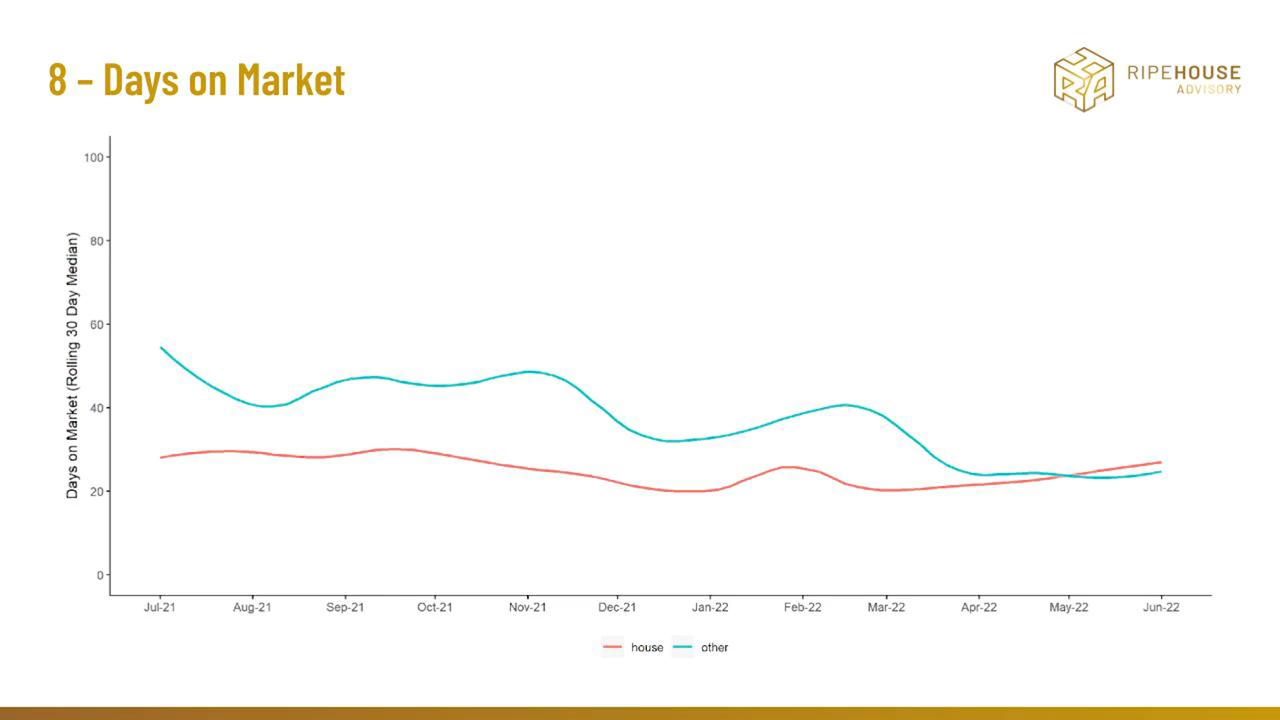 8 – Days on Market
RIPEHOUSE
ADVISORY
Days on Market (Rolling 30 Day Median)
100
80
60
40
20
0
Jul-21 Aug-21 Sep-21 Oct-21 Nov-21 Dec-21 Jan-22 Feb-22 Mar-22 Apr-22 May-22 Jun-22
house other